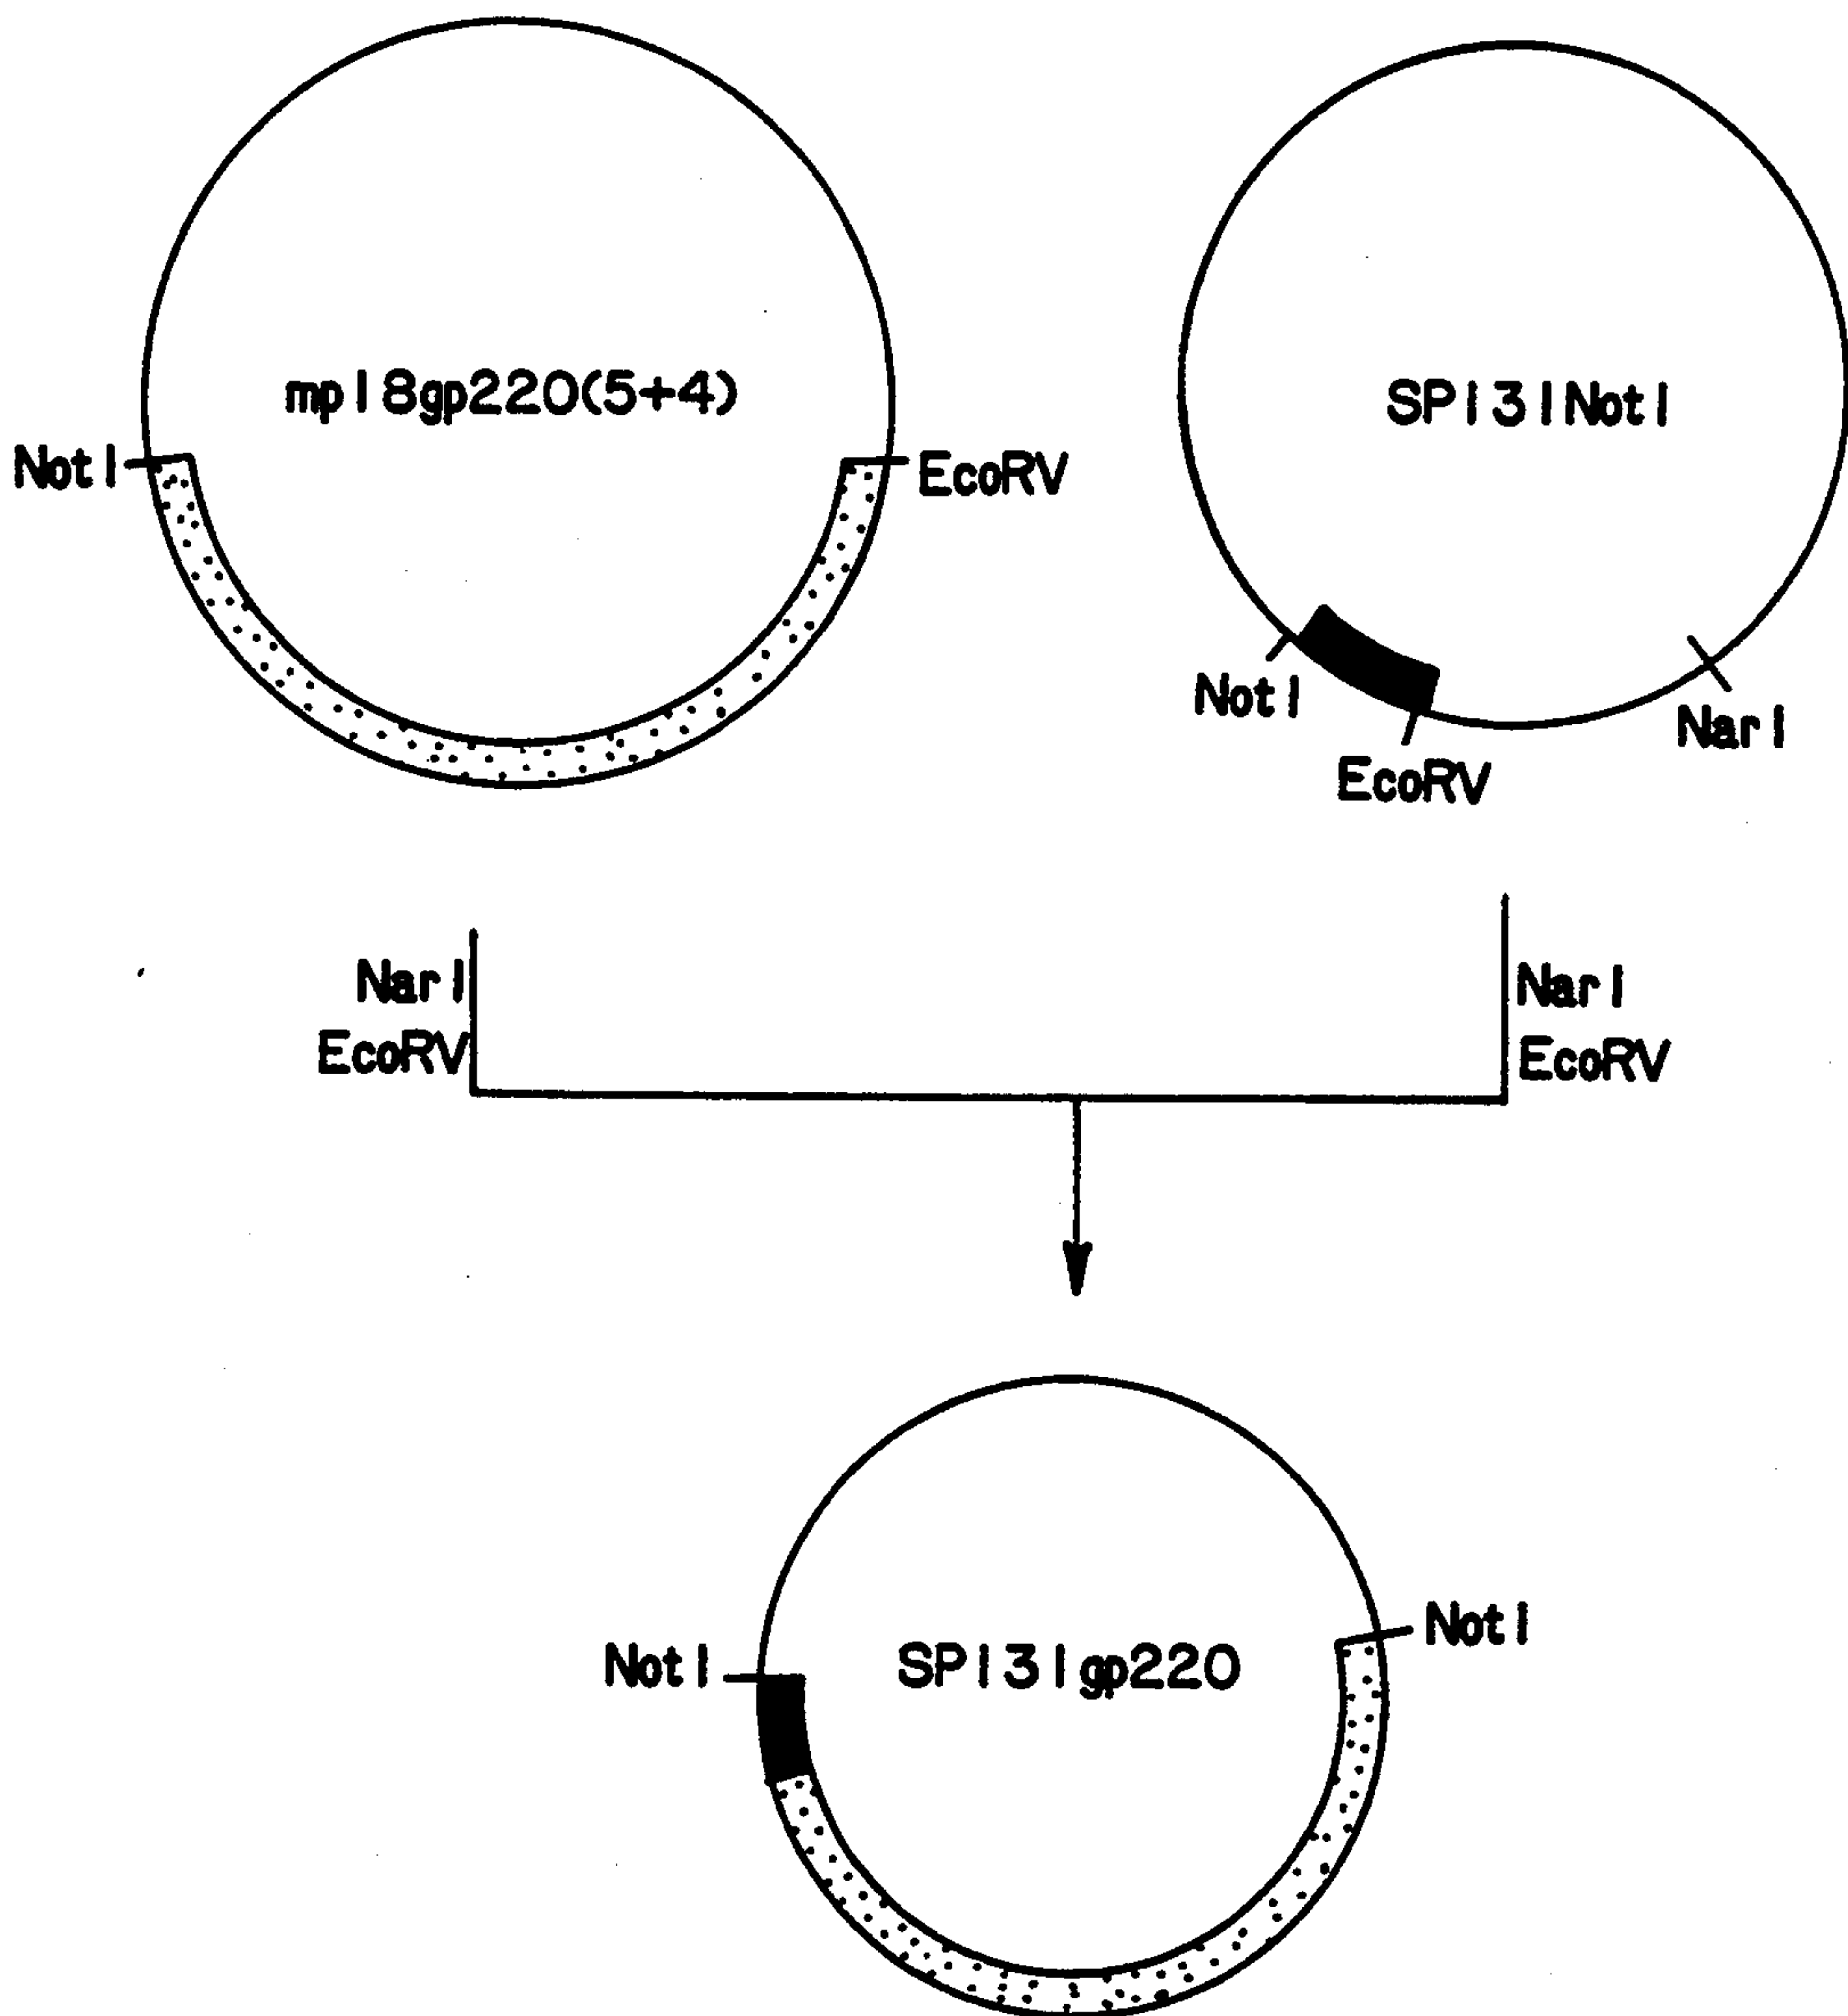 mp18gp220(5+4)
NotI
EcoRV
SP131NotI
NotI
EcoRV
NarI
NarI
EcoRV
NarI
EcoRV
NotI
SP131gp220
NotI